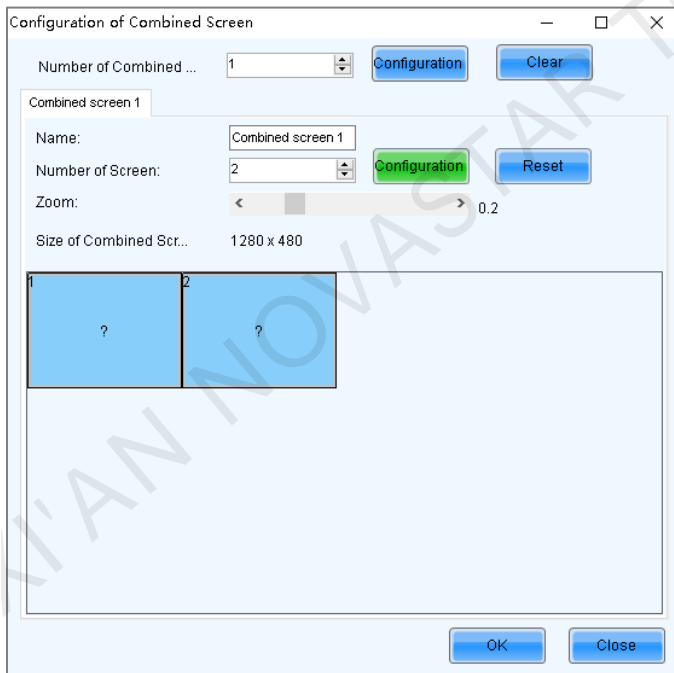 Configuration of Combined Screen
Number of Combined ... 1 Configuration Clear
Combined screen 1
Name: Combined screen 1
Number of Screen: 2 Configuration Reset
Zoom: 0.2
Size of Combined Scr... 1280 x 480
1 2
? ?
OK Close
XI'AN NOVASTAR T